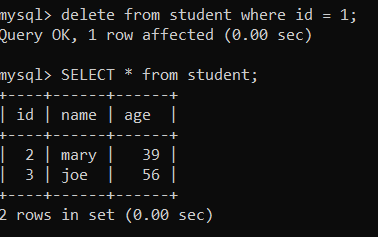 mysql> delete from student where id = 1;
Query OK, 1 row affected (0.00 sec)
mysql> SELECT * from student;
+----+------+------+
| id | name | age  |
+----+------+------+
|  2 | mary |   39 |
|  3 | joe  |   56 |
+----+------+------+
2 rows in set (0.00 sec)